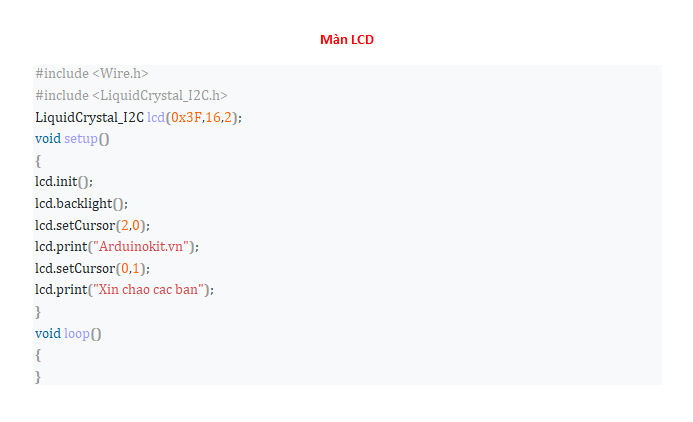 Màn LCD
#include <Wire.h>
#include <LiquidCrystal_I2C.h>
LiquidCrystal_I2C lcd(0x3F,16,2);
void setup()
{
lcd.init();
lcd.backlight();
lcd.setCursor(2,0);
lcd.print("Arduinokit.vn");
lcd.setCursor(0,1);
lcd.print("Xin chao cac ban");
}
void loop()
{
}